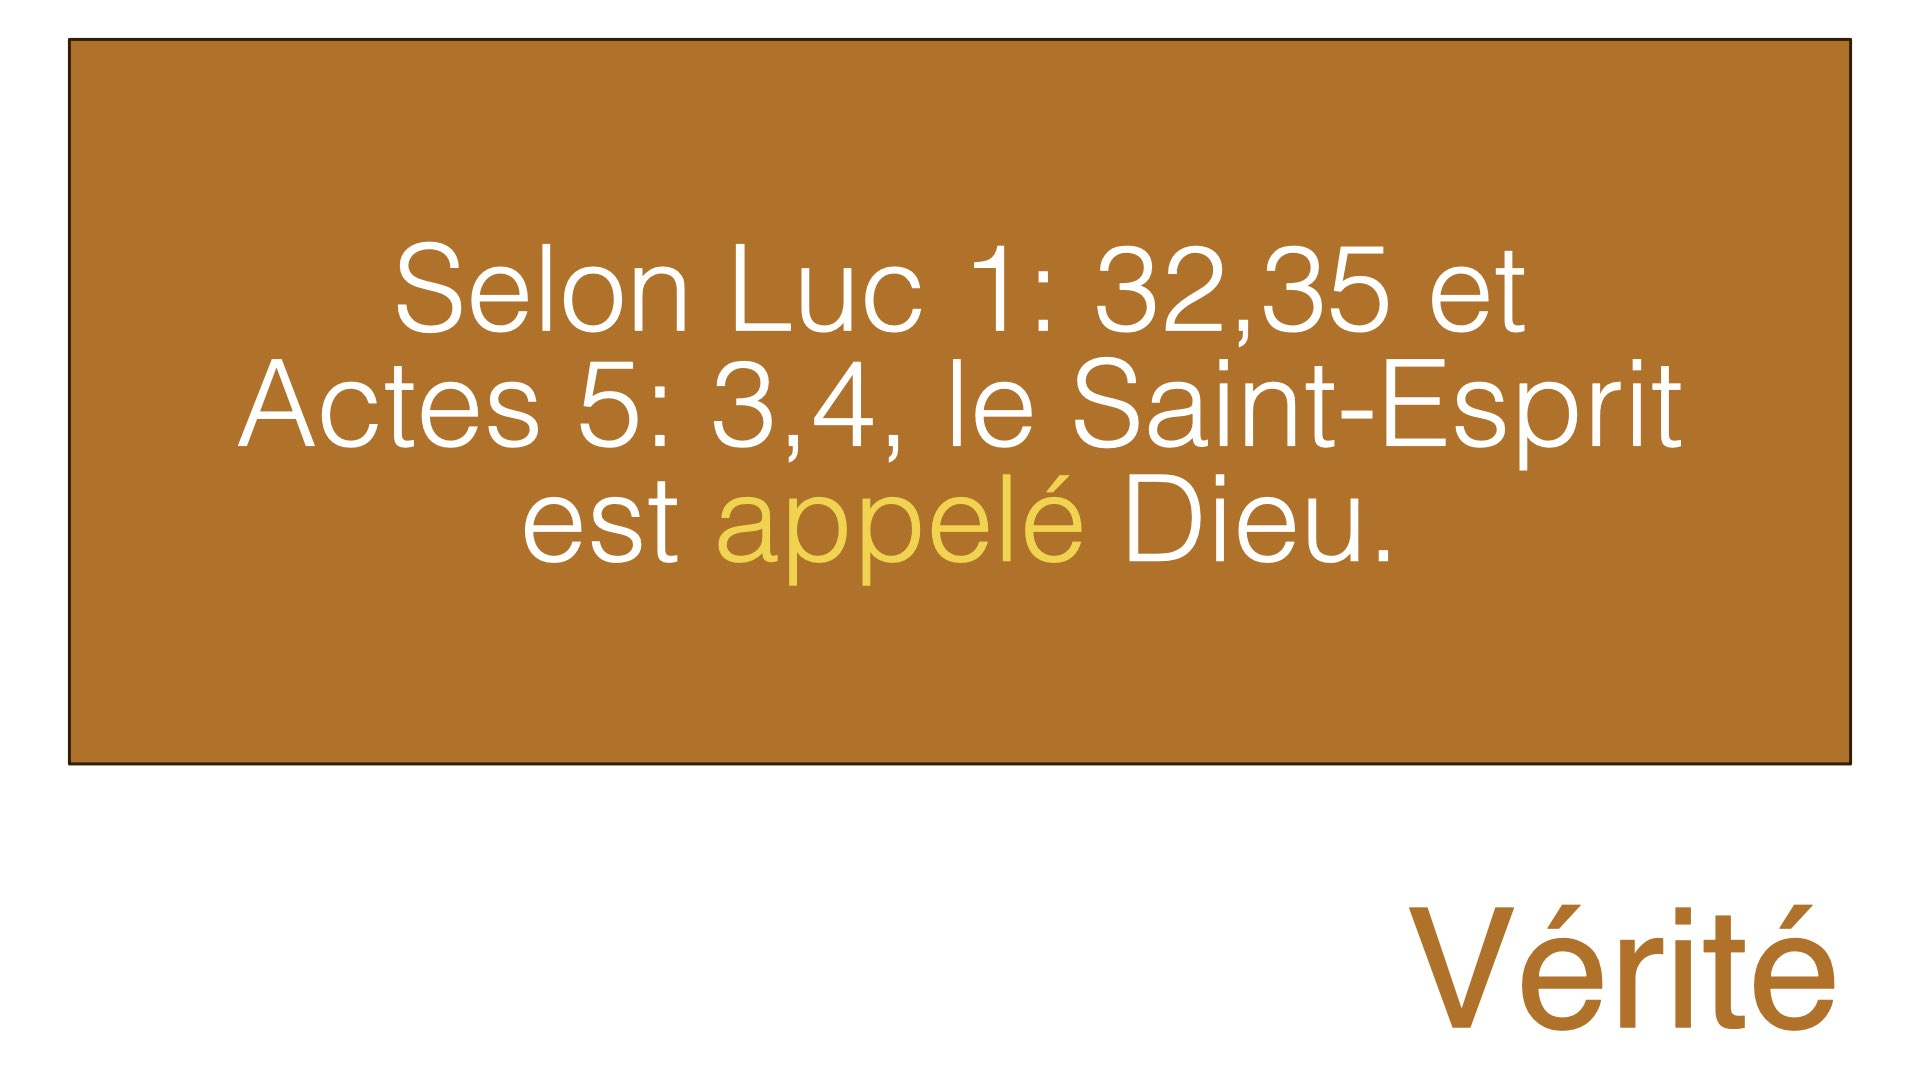 Selon Luc 1: 32,35 et
Actes 5: 3,4, le Saint-Esprit
est appelé Dieu.
Vérité